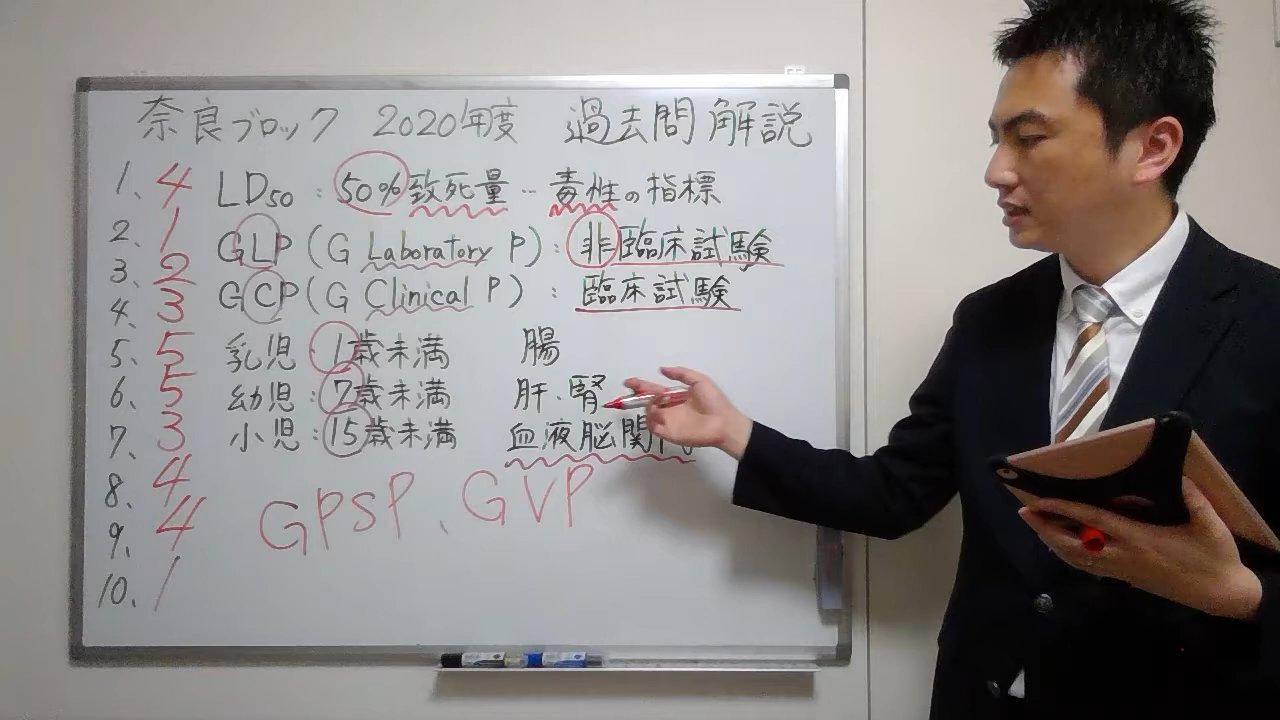 奈良ブロック 2020年度 過去問解説
1. 4 LD50 : 50% 致死量 … 毒性の指標
2. 1 GLP (G Laboratory P) : 非臨床試験
3. 2
4. 3 GCP (G Clinical P) : 臨床試験
5. 5 乳児 : 1歳未満 腸
6. 5 幼児 : 7歳未満 肝、腎
7. 3 小児 : 15歳未満 血液脳関
8. 4
9. 4 GPSP、GVP
10. 1